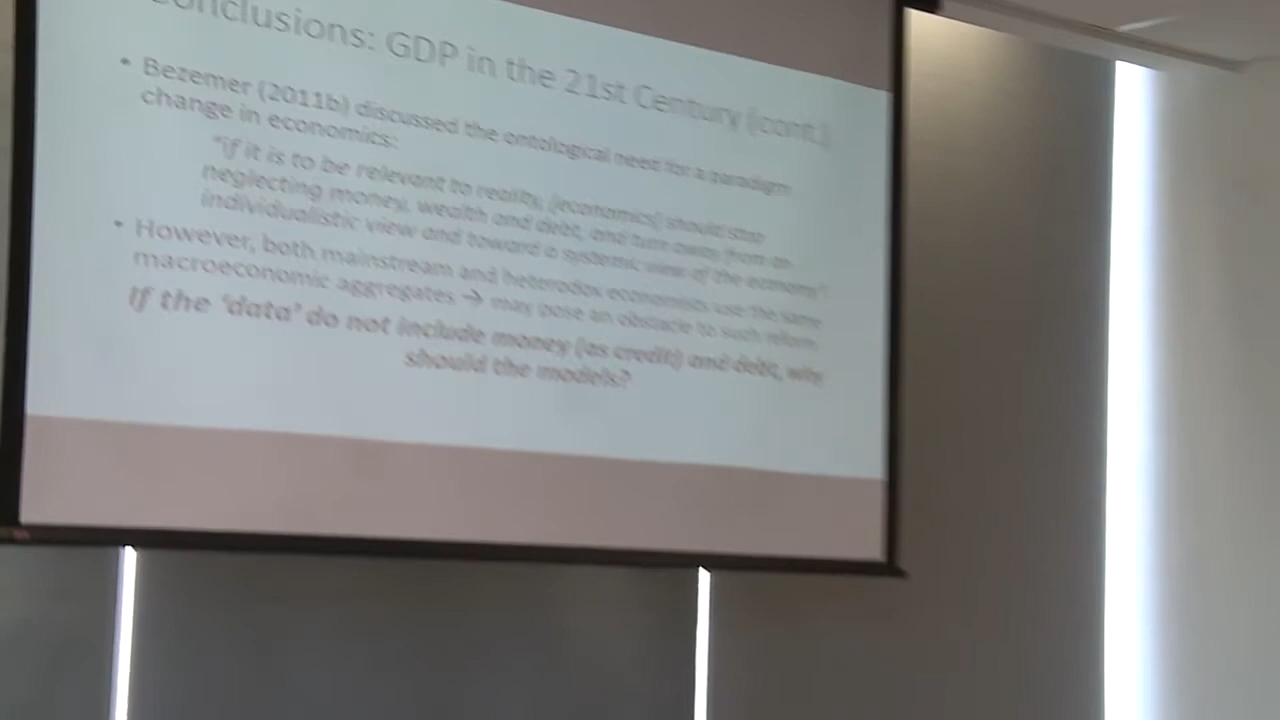 Conclusions: GDP in the 21st Century (cont.)
• Bezemer (2011b) discussed the ontological need for a paradigm
change in economics:
"if it is to be relevant to reality, [economics] should stop
neglecting money, wealth and debt, and turn away from an
individualistic view and toward a systemic view of the economy".
• However, both mainstream and heterodox economists use the same
macroeconomic aggregates → may pose an obstacle to such reform.
If the 'data' do not include money (as credit) and debt, why
should the models?